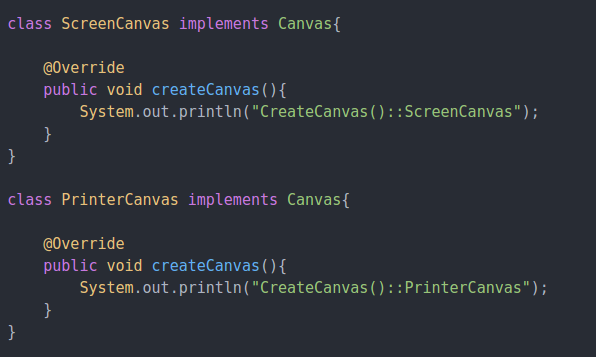 class ScreenCanvas implements Canvas{
@Override
public void createCanvas(){
System.out.println("CreateCanvas()::ScreenCanvas");
}
}
class PrinterCanvas implements Canvas{
@Override
public void createCanvas(){
System.out.println("CreateCanvas()::PrinterCanvas");
}
}